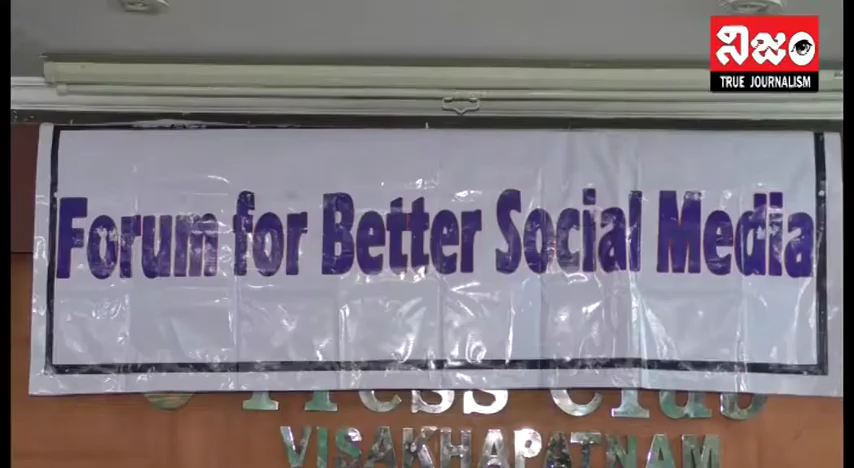 నిజం
TRUE JOURNALISM
Forum for Better Social Media
Press Club
VISAKHAPATNAM